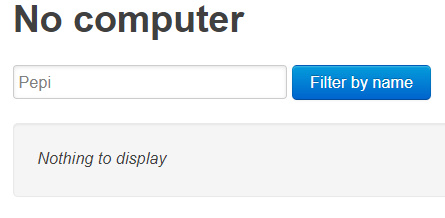 No computer
Pepi
Filter by name
Nothing to display